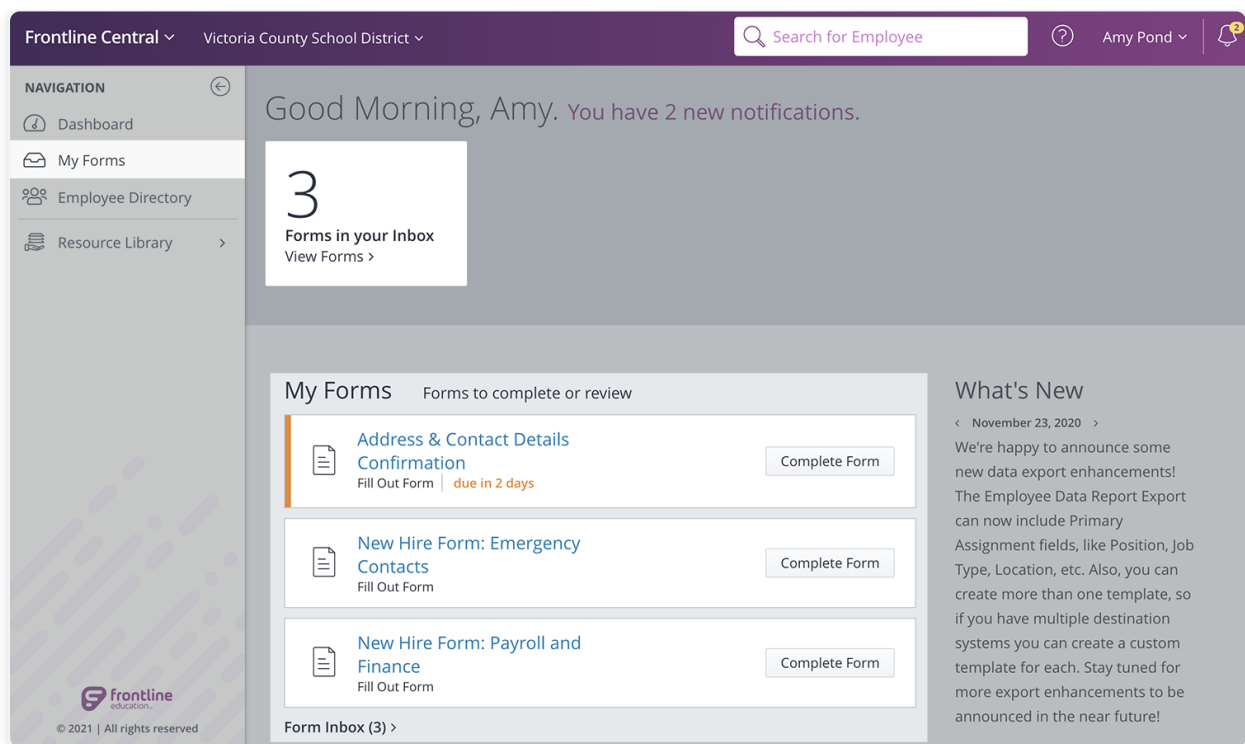 Frontline Central
Victoria County School District
Search for Employee
?
Amy Pond
2
NAVIGATION
Dashboard
My Forms
Employee Directory
Resource Library
frontline
education.
© 2021 | All rights reserved
Good Morning, Amy. You have 2 new notifications.
3
Forms in your Inbox
View Forms >
My Forms Forms to complete or review
Address & Contact Details
Confirmation
Fill Out Form | due in 2 days
Complete Form
New Hire Form: Emergency
Contacts
Fill Out Form
Complete Form
New Hire Form: Payroll and
Finance
Fill Out Form
Complete Form
Form Inbox (3) >
What's New
< November 23, 2020 >
We're happy to announce some
new data export enhancements!
The Employee Data Report Export
can now include Primary
Assignment fields, like Position, Job
Type, Location, etc. Also, you can
create more than one template, so
if you have multiple destination
systems you can create a custom
template for each. Stay tuned for
more export enhancements to be
announced in the near future!